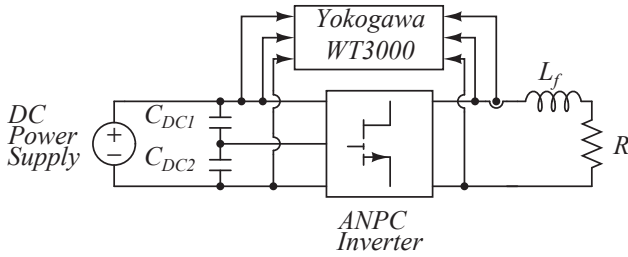 Yokogawa
WT3000
L_f
DC
Power
Supply
+
−
C_DC1
C_DC2
R
ANPC
Inverter